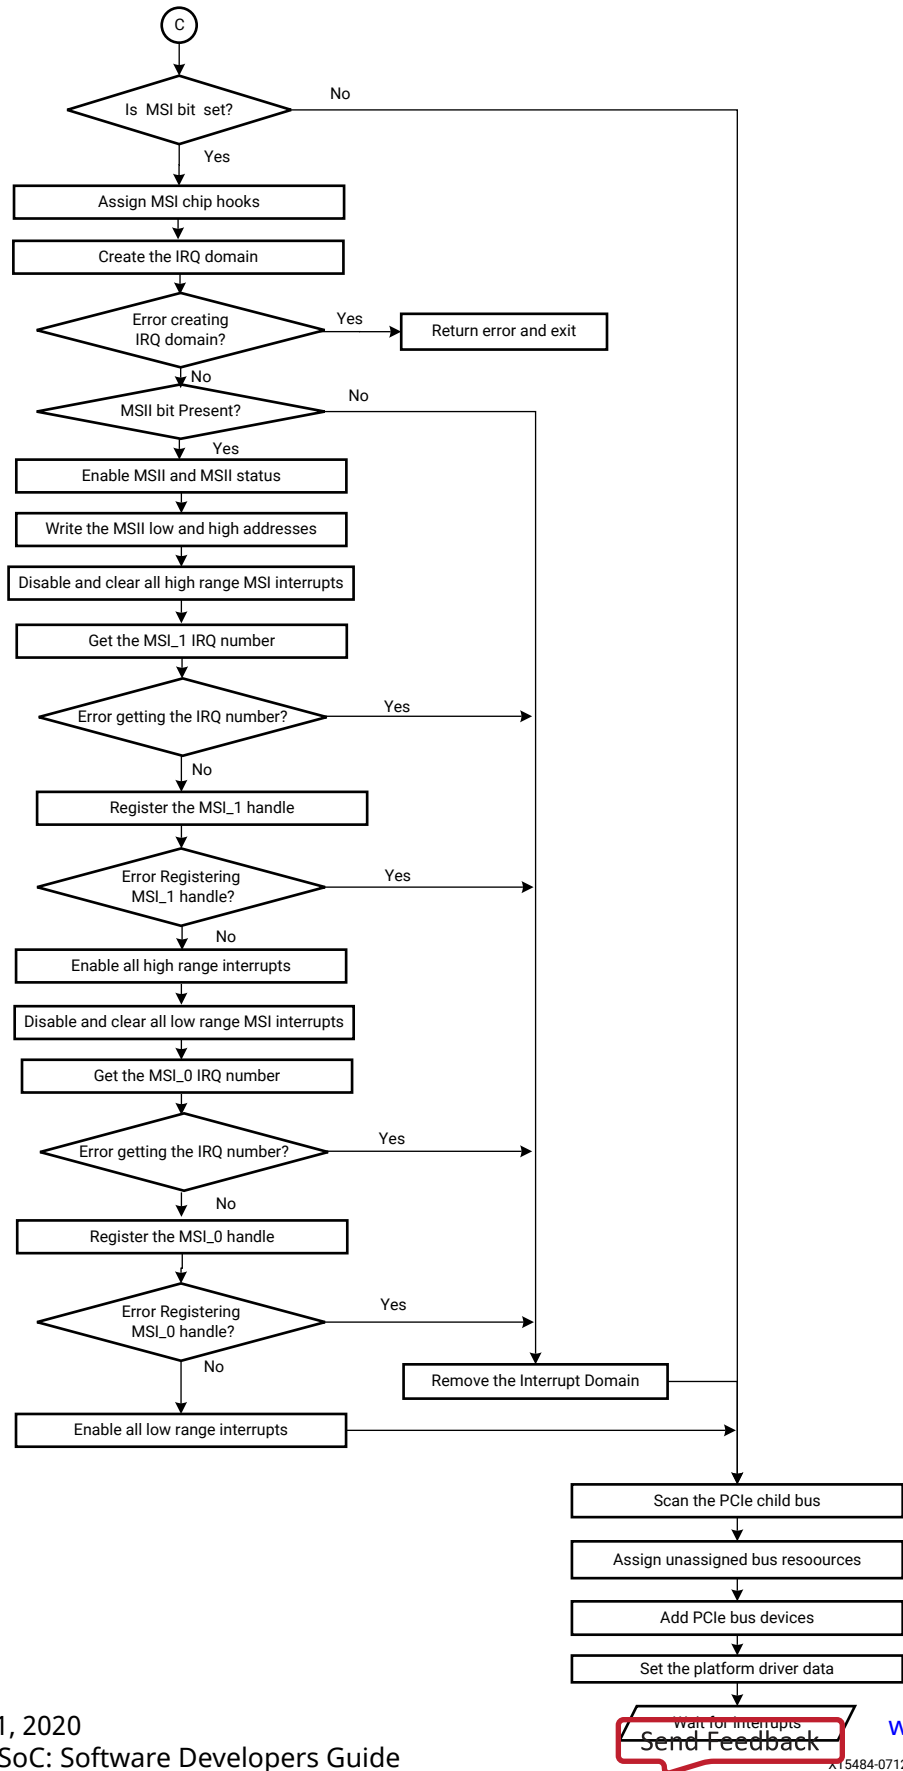 C
Is MSI bit set?
No
Yes
Assign MSI chip hooks
Create the IRQ domain
Error creating
IRQ domain?
Yes
Return error and exit
No
MSII bit Present?
No
Yes
Enable MSII and MSII status
Write the MSII low and high addresses
Disable and clear all high range MSI interrupts
Get the MSI_1 IRQ number
Error getting the IRQ number?
Yes
No
Register the MSI_1 handle
Error Registering
MSI_1 handle?
Yes
No
Enable all high range interrupts
Disable and clear all low range MSI interrupts
Get the MSI_0 IRQ number
Error getting the IRQ number?
Yes
No
Register the MSI_0 handle
Error Registering
MSI_0 handle?
Yes
No
Remove the Interrupt Domain
Enable all low range interrupts
Scan the PCIe child bus
Assign unassigned bus resoources
Add PCIe bus devices
Set the platform driver data
Wait for Interrupts
Send Feedback
1, 2020
w
SoC: Software Developers Guide
X15484-0712